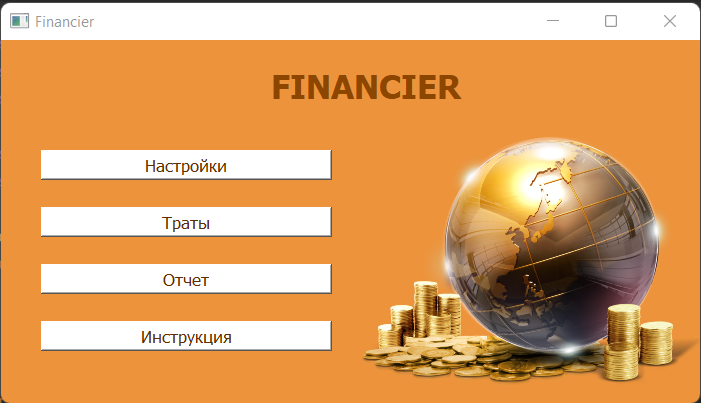 Financier
FINANCIER
Настройки
Траты
Отчет
Инструкция